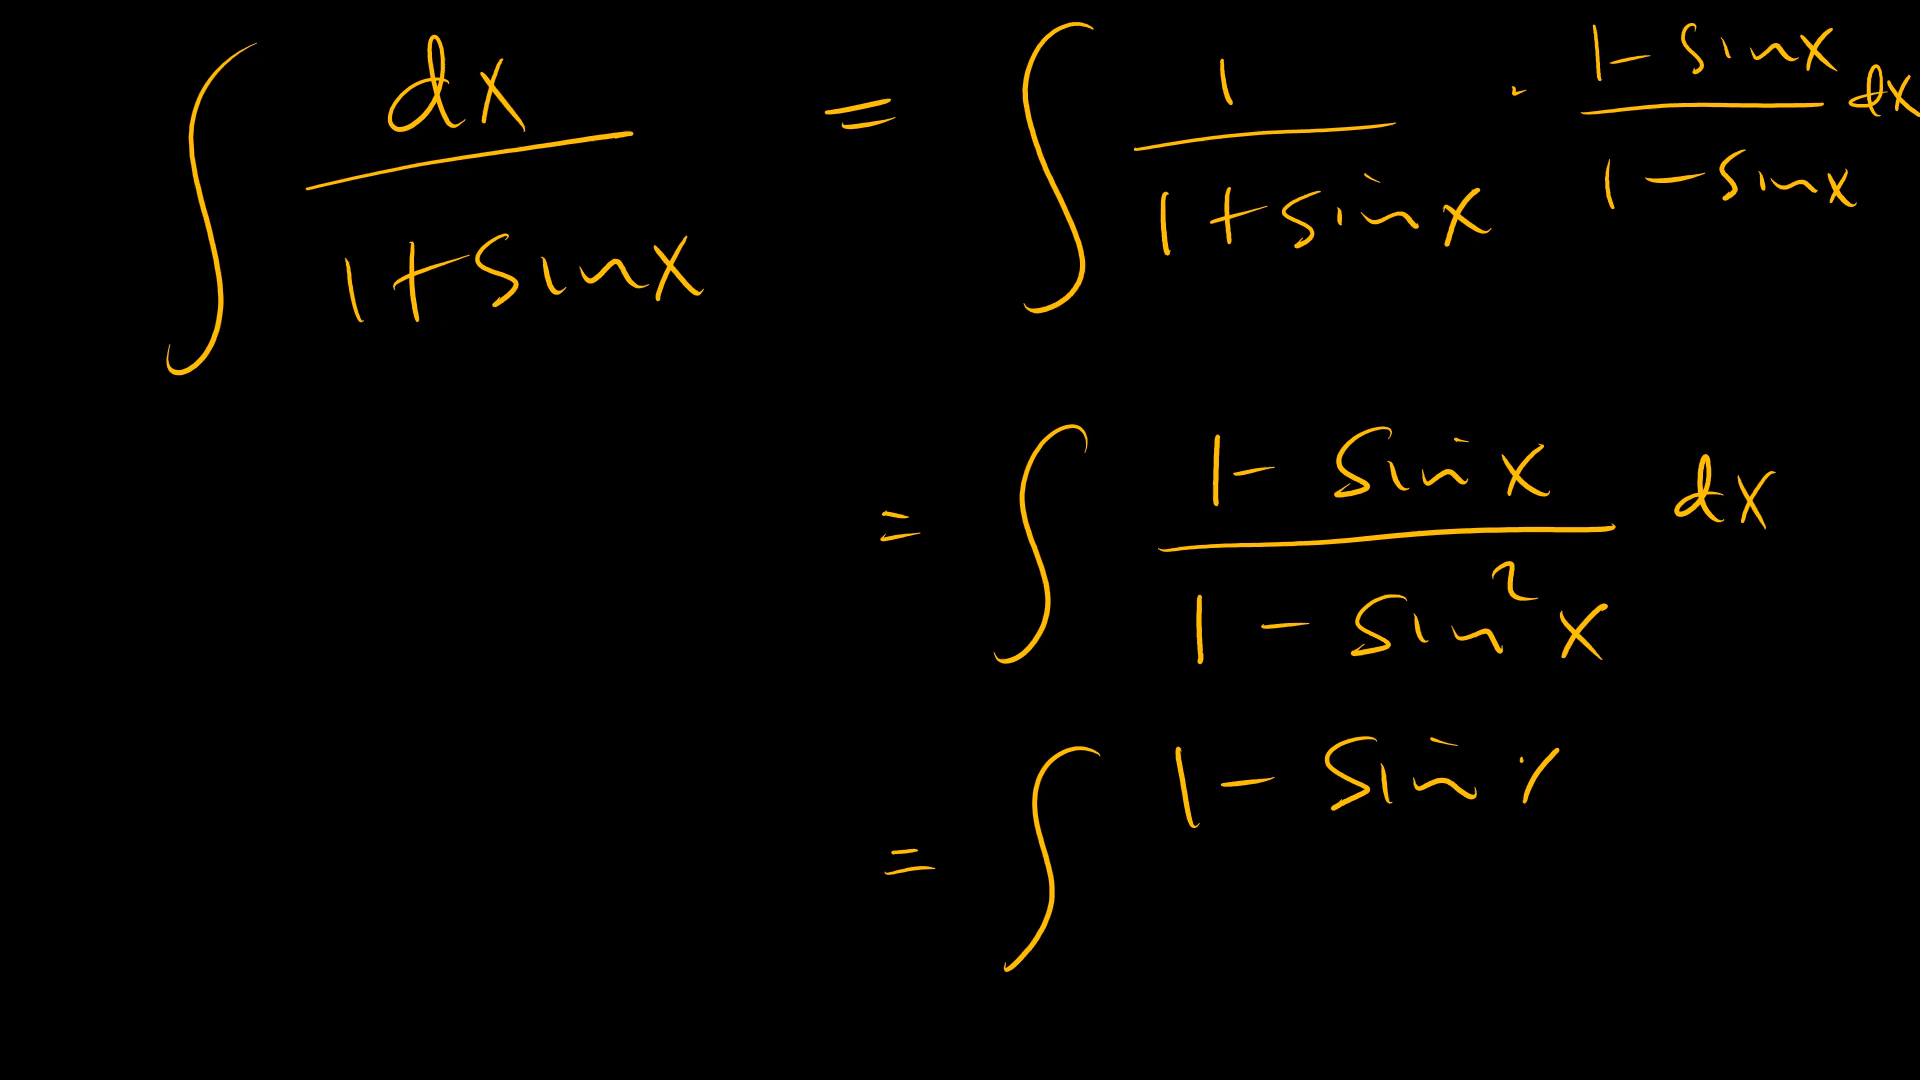 ∫ dx / (1+sinx) = ∫ 1 / (1+sinx) · (1-sinx) / (1-sinx) dx
= ∫ (1-sinx) / (1-sin²x) dx
= ∫ 1-sin